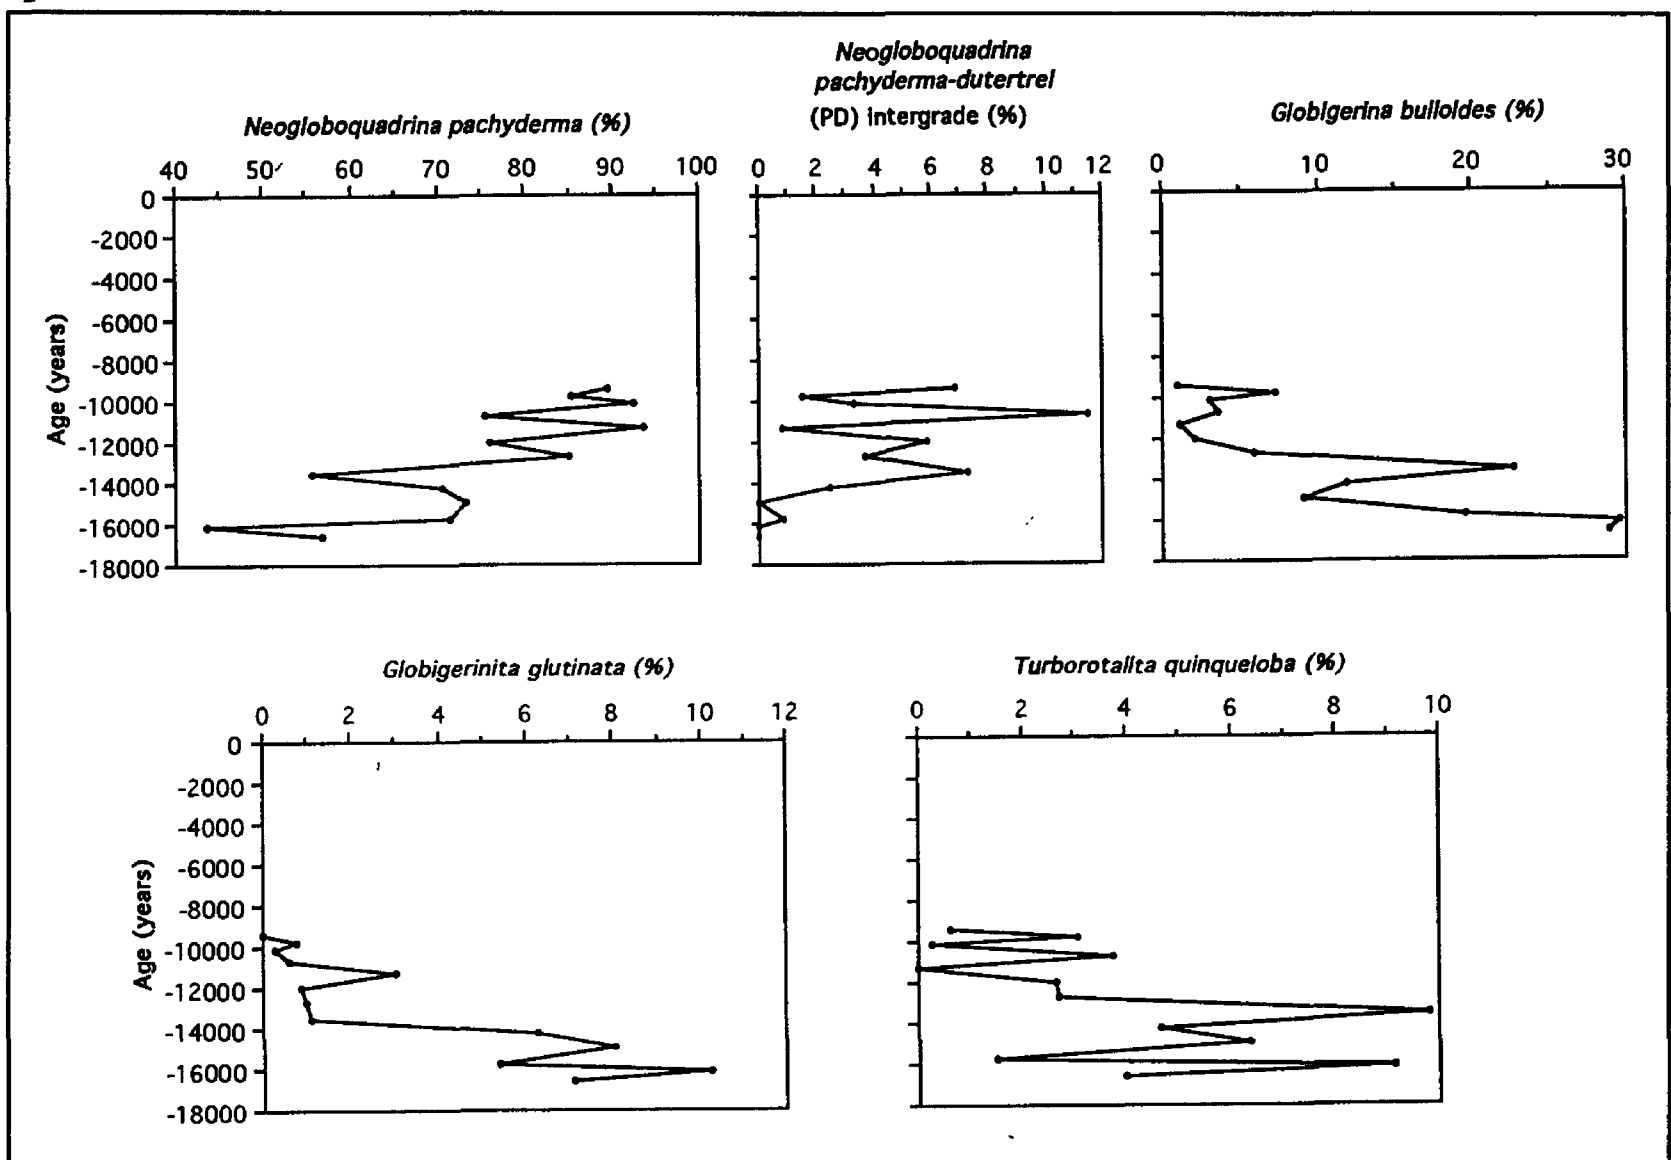 Neogloboquadrina pachyderma (%)
40 50 60 70 80 90 100
0
-2000
-4000
-6000
-8000
-10000
-12000
-14000
-16000
-18000
Age (years)
Neogloboquadrina
pachyderma-dutertrei
(PD) intergrade (%)
0 2 4 6 8 10 12
Globigerina bulloides (%)
0 10 20 30
Globigerinita glutinata (%)
0 2 4 6 8 10 12
0
-2000
-4000
-6000
-8000
-10000
-12000
-14000
-16000
-18000
Age (years)
Turborotalita quinqueloba (%)
0 2 4 6 8 10